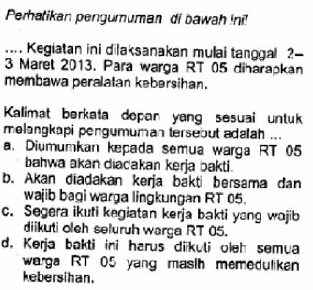 Perhatikan pengumuman di bawah ini!
.... Kegiatan ini dilaksanakan mulai tanggal 2–
3 Maret 2013. Para warga RT 05 diharapkan
membawa peralatan kebersihan.
Kalimat berkata depan yang sesuai untuk
melengkapi pengumuman tersebut adalah ...
a. Diumumkan kepada semua warga RT 05
bahwa akan diadakan kerja bakti.
b. Akan diadakan kerja bakti bersama dan
wajib bagi warga lingkungan RT 05.
c. Segera ikuti kegiatan kerja bakti yang wajib
diikuti oleh seluruh warga RT 05.
d. Kerja bakti ini harus diikuti oleh semua
warga RT 05 yang masih memedulikan
kebersihan.